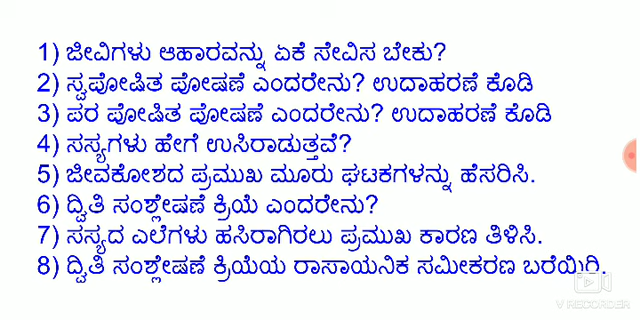 1) ಜೀವಿಗಳು ಆಹಾರವನ್ನು ಏಕೆ ಸೇವಿಸ ಬೇಕು?
2) ಸ್ವಪೋಷಿತ ಪೋಷಣೆ ಎಂದರೇನು? ಉದಾಹರಣೆ ಕೊಡಿ
3) ಪರ ಪೋಷಿತ ಪೋಷಣೆ ಎಂದರೇನು? ಉದಾಹರಣೆ ಕೊಡಿ
4) ಸಸ್ಯಗಳು ಹೇಗೆ ಉಸಿರಾಡುತ್ತವೆ?
5) ಜೀವಕೋಶದ ಪ್ರಮುಖ ಮೂರು ಘಟಕಗಳನ್ನು ಹೆಸರಿಸಿ.
6) ದ್ವಿತಿ ಸಂಶ್ಲೇಷಣೆ ಕ್ರಿಯೆ ಎಂದರೇನು?
7) ಸಸ್ಯದ ಎಲೆಗಳು ಹಸಿರಾಗಿರಲು ಪ್ರಮುಖ ಕಾರಣ ತಿಳಿಸಿ.
8) ದ್ವಿತಿ ಸಂಶ್ಲೇಷಣೆ ಕ್ರಿಯೆಯ ರಾಸಾಯನಿಕ ಸಮೀಕರಣ ಬರೆಯಿರಿ.
V RECORDER